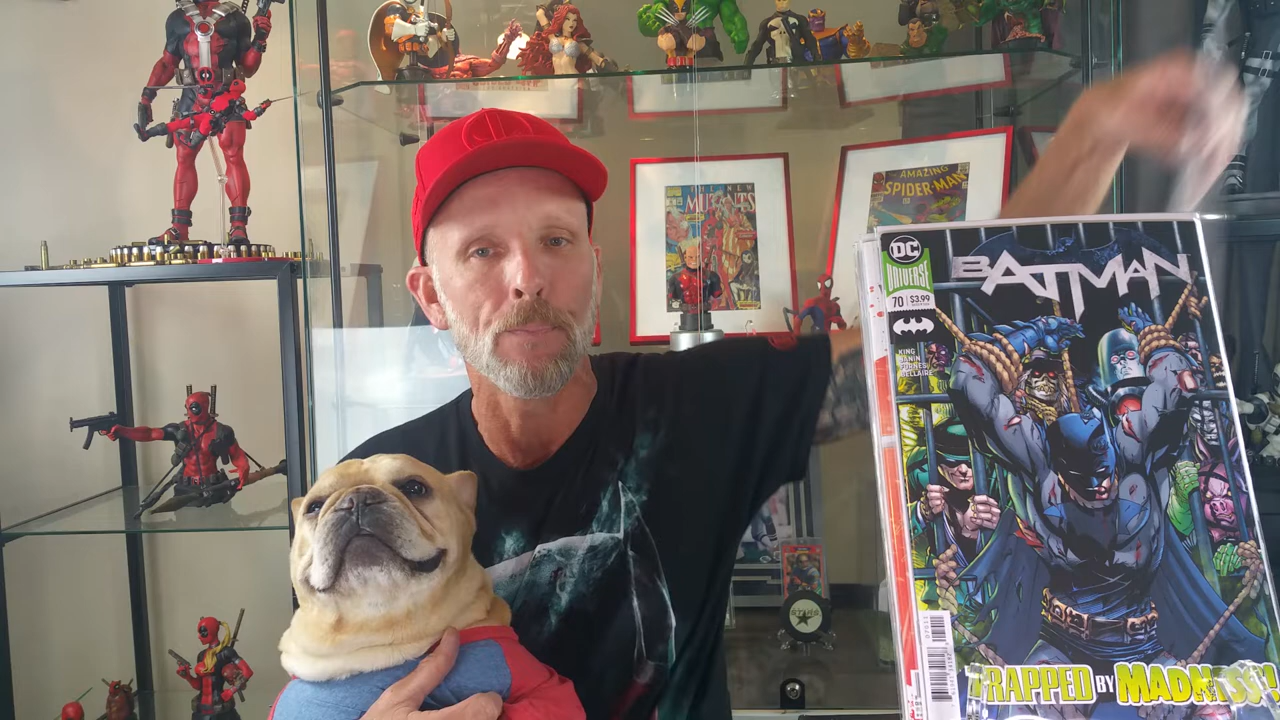 THE NEW
MUTANTS
AMAZING
SPIDER-MAN
DC
UNIVERSE
70 $3.99
BATMAN
KING
JANIN
FORNES
BELLAIRE
TRAPPED BY MADNESS!
STARS